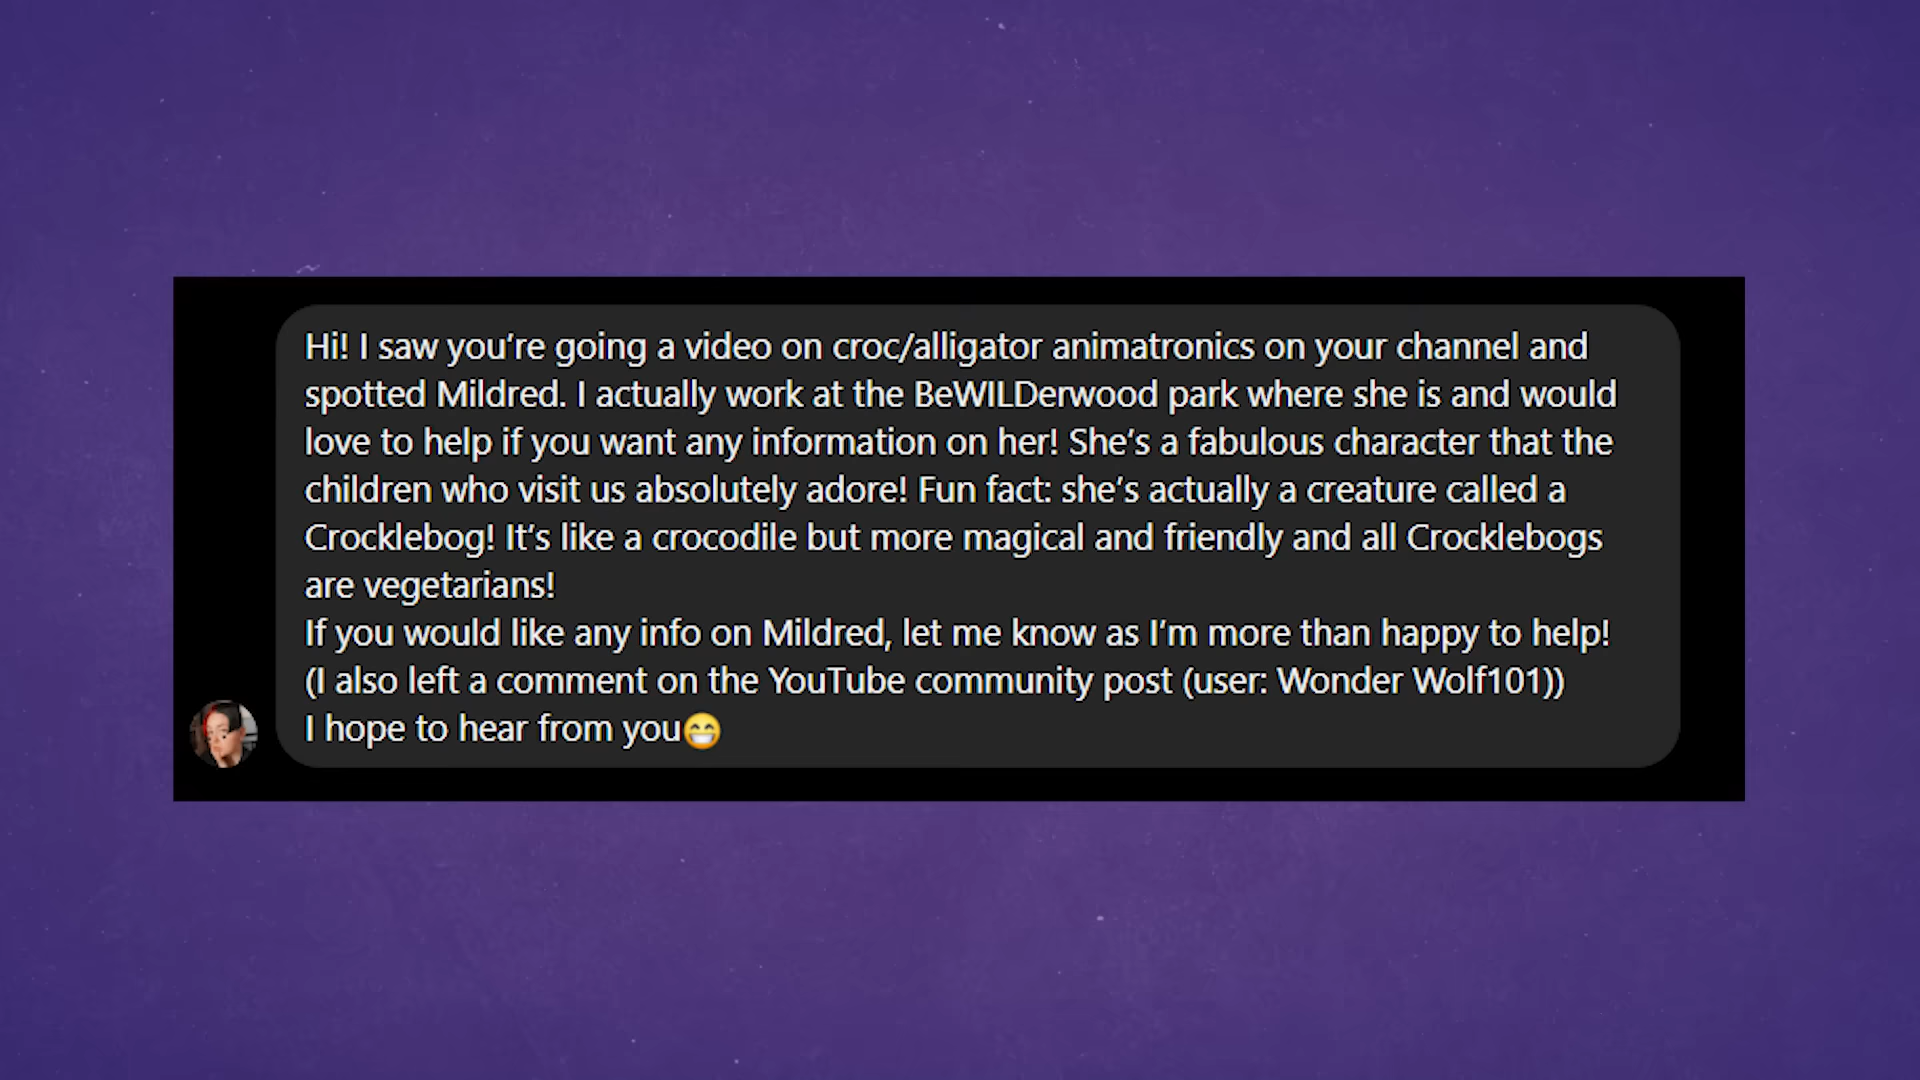 Hi! I saw you’re going a video on croc/alligator animatronics on your channel and
spotted Mildred. I actually work at the BeWILDerwood park where she is and would
love to help if you want any information on her! She’s a fabulous character that the
children who visit us absolutely adore! Fun fact: she’s actually a creature called a
Crocklebog! It’s like a crocodile but more magical and friendly and all Crocklebogs
are vegetarians!
If you would like any info on Mildred, let me know as I’m more than happy to help!
(I also left a comment on the YouTube community post (user: Wonder Wolf101))
I hope to hear from you😁